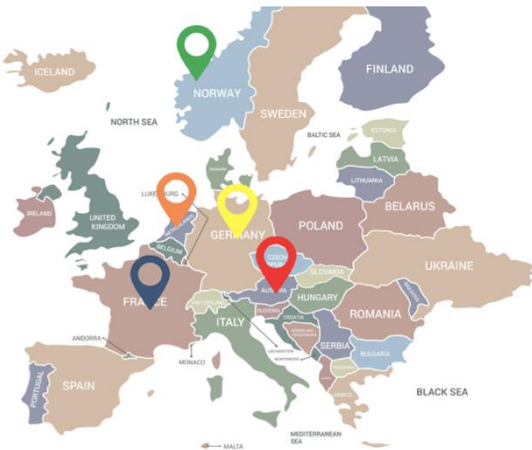 ICELAND
FINLAND
NORWAY
SWEDEN
NORTH SEA
BALTIC SEA
ESTONIA
LATVIA
LITHUANIA
BELARUS
IRELAND
UNITED
KINGDOM
GERMANY
POLAND
BELGIUM
CZECH
UKRAINE
SLOVAKIA
AUSTRIA
HUNGARY
FRANCE
SLOVENIA
CROATIA
ITALY
ROMANIA
SERBIA
BULGARIA
ANDORRA
MONACO
SPAIN
PORTUGAL
BLACK SEA
MEDITERRANEAN
SEA
MALTA